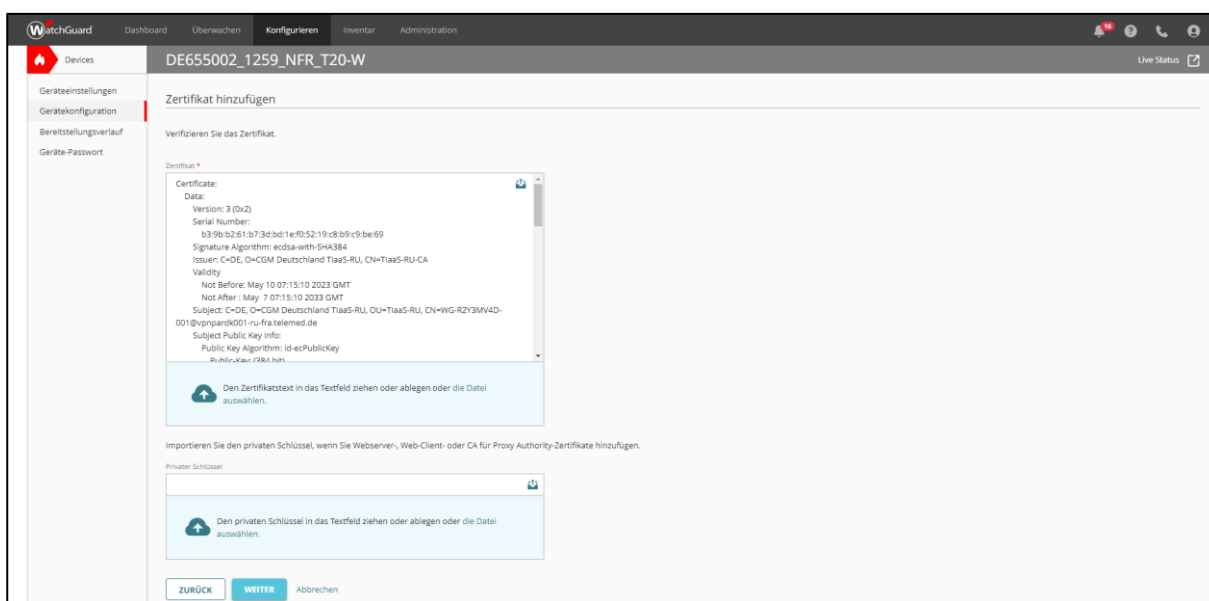 WatchGuard Dashboard Überwachen Konfigurieren Inventar Administration 16
Devices DE655002_1259_NFR_T20-W Live Status
Geräteeinstellungen
Gerätekonfiguration
Bereitstellungsverlauf
Geräte-Passwort
Zertifikat hinzufügen
Verifizieren Sie das Zertifikat.
Zertifikat *
Certificate:
Data:
Version: 3 (0x2)
Serial Number:
b3:9b:b2:61:b7:3d:bd:1e:f0:52:19:c8:b9:c9:be:69
Signature Algorithm: ecdsa-with-SHA384
Issuer: C=DE, O=CGM Deutschland TIaaS-RU, CN=TIaaS-RU-CA
Validity
Not Before: May 10 07:15:10 2023 GMT
Not After : May 7 07:15:10 2033 GMT
Subject: C=DE, O=CGM Deutschland TIaaS-RU, OU=TIaaS-RU, CN=WG-R2Y3MV4D-
001@vpnpardk001-ru-fra.telemed.de
Subject Public Key Info:
Public Key Algorithm: id-ecPublicKey
Public-Key: (384 bit)
Den Zertifikatstext in das Textfeld ziehen oder ablegen oder die Datei
auswählen.
Importieren Sie den privaten Schlüssel, wenn Sie Webserver-, Web-Client- oder CA für Proxy Authority-Zertifikate hinzufügen.
Privater Schlüssel
Den privaten Schlüssel in das Textfeld ziehen oder ablegen oder die Datei
auswählen.
ZURÜCK WEITER Abbrechen